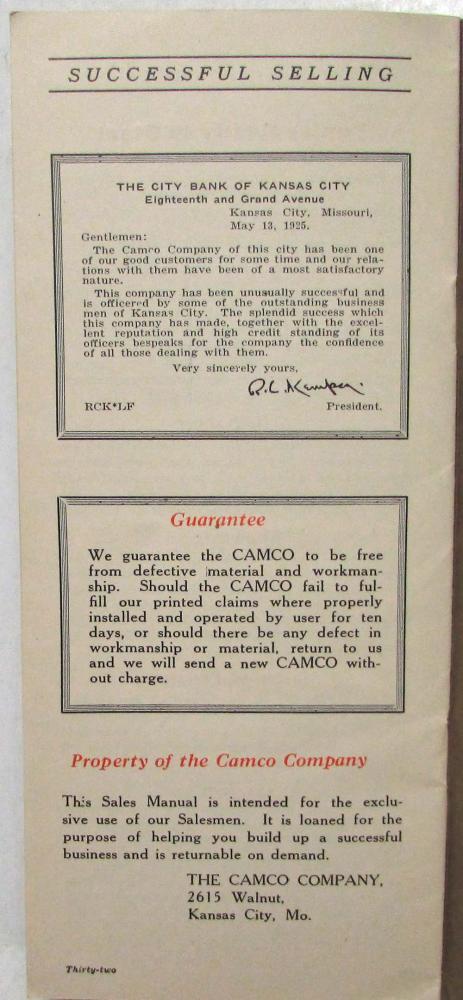 SUCCESSFUL SELLING
THE CITY BANK OF KANSAS CITY
Eighteenth and Grand Avenue
Kansas City, Missouri,
May 13, 1925.
Gentlemen:
The Camco Company of this city has been one
of our good customers for some time and our rela-
tions with them have been of a most satisfactory
nature.
This company has been unusually successful and
is officered by some of the outstanding business
men of Kansas City. The splendid success which
this company has made, together with the excel-
lent reputation and high credit standing of its
officers bespeaks for the company the confidence
of all those dealing with them.
Very sincerely yours,
R. C. Kemper.
RCK*LF President.
Guarantee
We guarantee the CAMCO to be free
from defective material and workman-
ship. Should the CAMCO fail to ful-
fill our printed claims where properly
installed and operated by user for ten
days, or should there be any defect in
workmanship or material, return to us
and we will send a new CAMCO with-
out charge.
Property of the Camco Company
This Sales Manual is intended for the exclu-
sive use of our Salesmen. It is loaned for the
purpose of helping you build up a successful
business and is returnable on demand.
THE CAMCO COMPANY,
2615 Walnut,
Kansas City, Mo.
Thirty-two